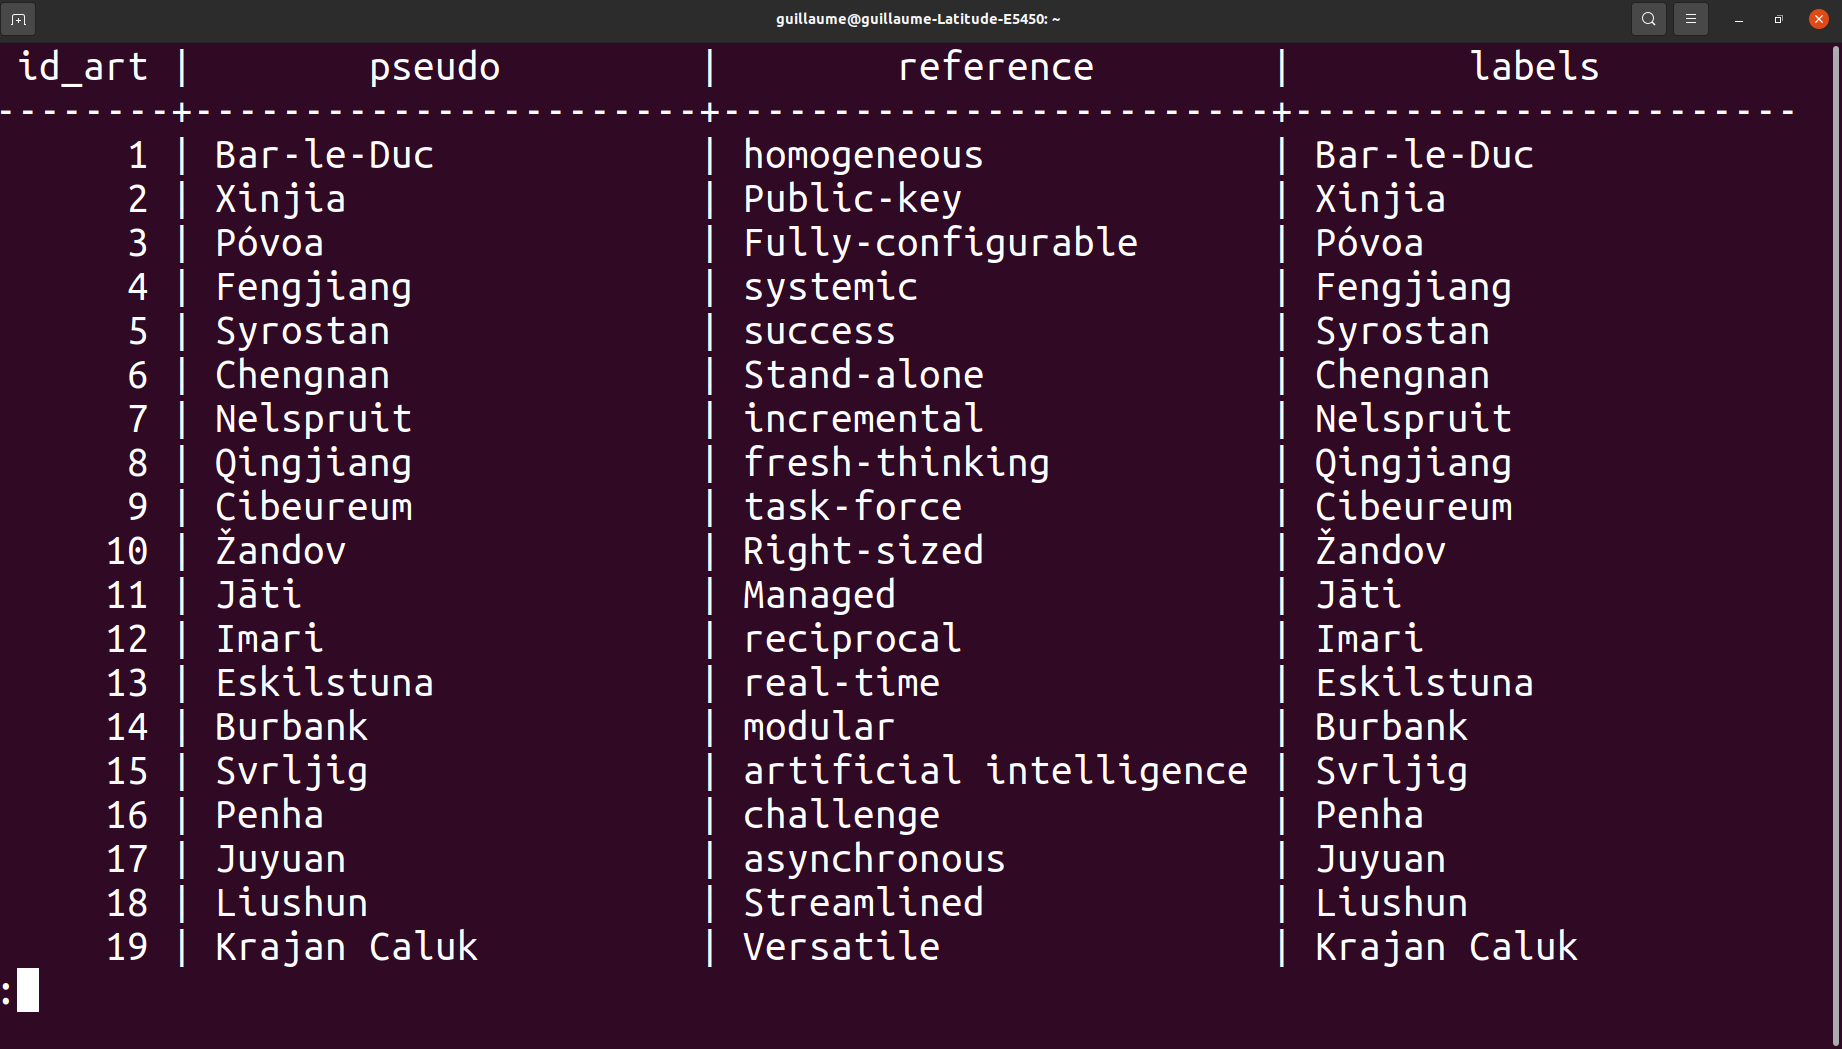 guillaume@guillaume-Latitude-E5450: ~
id_art | pseudo | reference | labels
--------+------------------------+--------------------------+-----------------------
1 | Bar-le-Duc | homogeneous | Bar-le-Duc
2 | Xinjia | Public-key | Xinjia
3 | Póvoa | Fully-configurable | Póvoa
4 | Fengjiang | systemic | Fengjiang
5 | Syrostan | success | Syrostan
6 | Chengnan | Stand-alone | Chengnan
7 | Nelspruit | incremental | Nelspruit
8 | Qingjiang | fresh-thinking | Qingjiang
9 | Cibeureum | task-force | Cibeureum
10 | Žandov | Right-sized | Žandov
11 | Jāti | Managed | Jāti
12 | Imari | reciprocal | Imari
13 | Eskilstuna | real-time | Eskilstuna
14 | Burbank | modular | Burbank
15 | Svrljig | artificial intelligence | Svrljig
16 | Penha | challenge | Penha
17 | Juyuan | asynchronous | Juyuan
18 | Liushun | Streamlined | Liushun
19 | Krajan Caluk | Versatile | Krajan Caluk
: